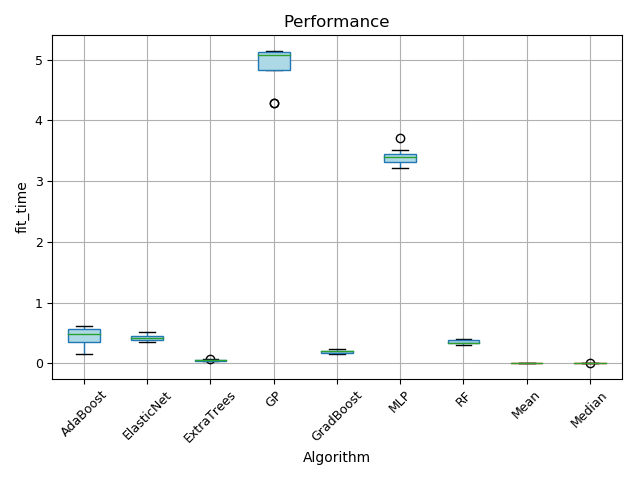 Performance
fit_time
5
4
3
2
1
0
AdaBoost
ElasticNet
ExtraTrees
GP
GradBoost
MLP
RF
Mean
Median
Algorithm